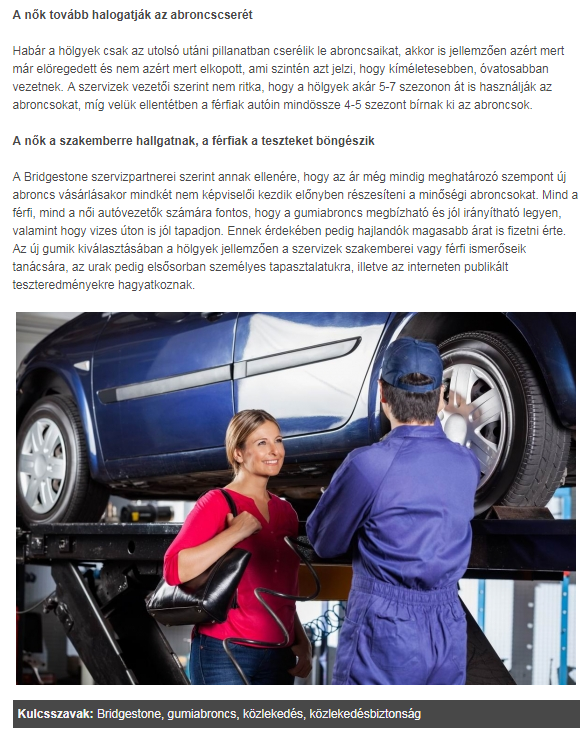 A nők tovább halogatják az abroncscserét
Habár a hölgyek csak az utolsó utáni pillanatban cserélik le abroncsaikat, akkor is jellemzően azért mert
már elöregedett és nem azért mert elkopott, ami szintén azt jelzi, hogy kíméletesebben, óvatosabban
vezetnek. A szervizek vezetői szerint nem ritka, hogy a hölgyek akár 5-7 szezonon át is használják az
abroncsokat, míg velük ellentétben a férfiak autóin mindössze 4-5 szezont bírnak ki az abroncsok.
A nők a szakemberre hallgatnak, a férfiak a teszteket böngészik
A Bridgestone szervizpartnerei szerint annak ellenére, hogy az ár még mindig meghatározó szempont új
abroncs vásárlásakor mindkét nem képviselői kezdik előnyben részesíteni a minőségi abroncsokat. Mind a
férfi, mind a női autóvezetők számára fontos, hogy a gumiabroncs megbízható és jól irányítható legyen,
valamint hogy vizes úton is jól tapadjon. Ennek érdekében pedig hajlandók magasabb árat is fizetni érte.
Az új gumik kiválasztásában a hölgyek jellemzően a szervizek szakemberei vagy férfi ismerőseik
tanácsára, az urak pedig elsősorban személyes tapasztalatukra, illetve az interneten publikált
teszteredményekre hagyatkoznak.
Kulcsszavak: Bridgestone, gumiabroncs, közlekedés, közlekedésbiztonság